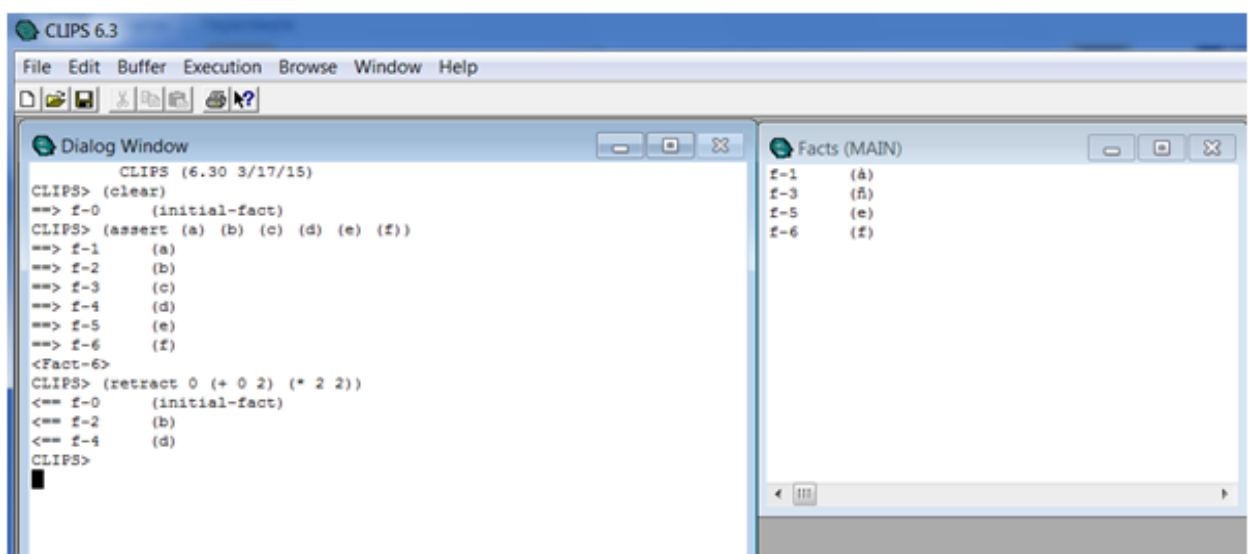 CLIPS 6.3
File Edit Buffer Execution Browse Window Help
Dialog Window
CLIPS (6.30 3/17/15)
CLIPS> (clear)
==> f-0 (initial-fact)
CLIPS> (assert (a) (b) (c) (d) (e) (f))
==> f-1 (a)
==> f-2 (b)
==> f-3 (c)
==> f-4 (d)
==> f-5 (e)
==> f-6 (f)
<Fact-6>
CLIPS> (retract 0 (+ 0 2) (* 2 2))
<== f-0 (initial-fact)
<== f-2 (b)
<== f-4 (d)
CLIPS>
Facts (MAIN)
f-1 (à)
f-3 (ñ)
f-5 (e)
f-6 (f)